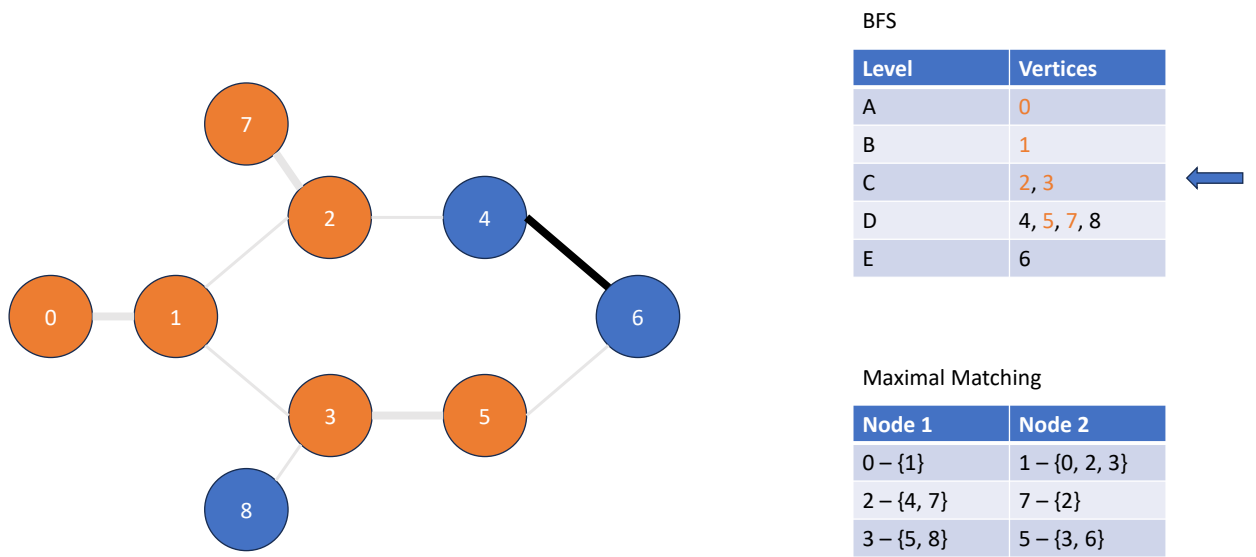 BFS
Level Vertices
A 0
B 1
C 2, 3
D 4, 5, 7, 8
E 6
7
2
4
0
1
6
3
5
8
Maximal Matching
Node 1 Node 2
0 – {1} 1 – {0, 2, 3}
2 – {4, 7} 7 – {2}
3 – {5, 8} 5 – {3, 6}